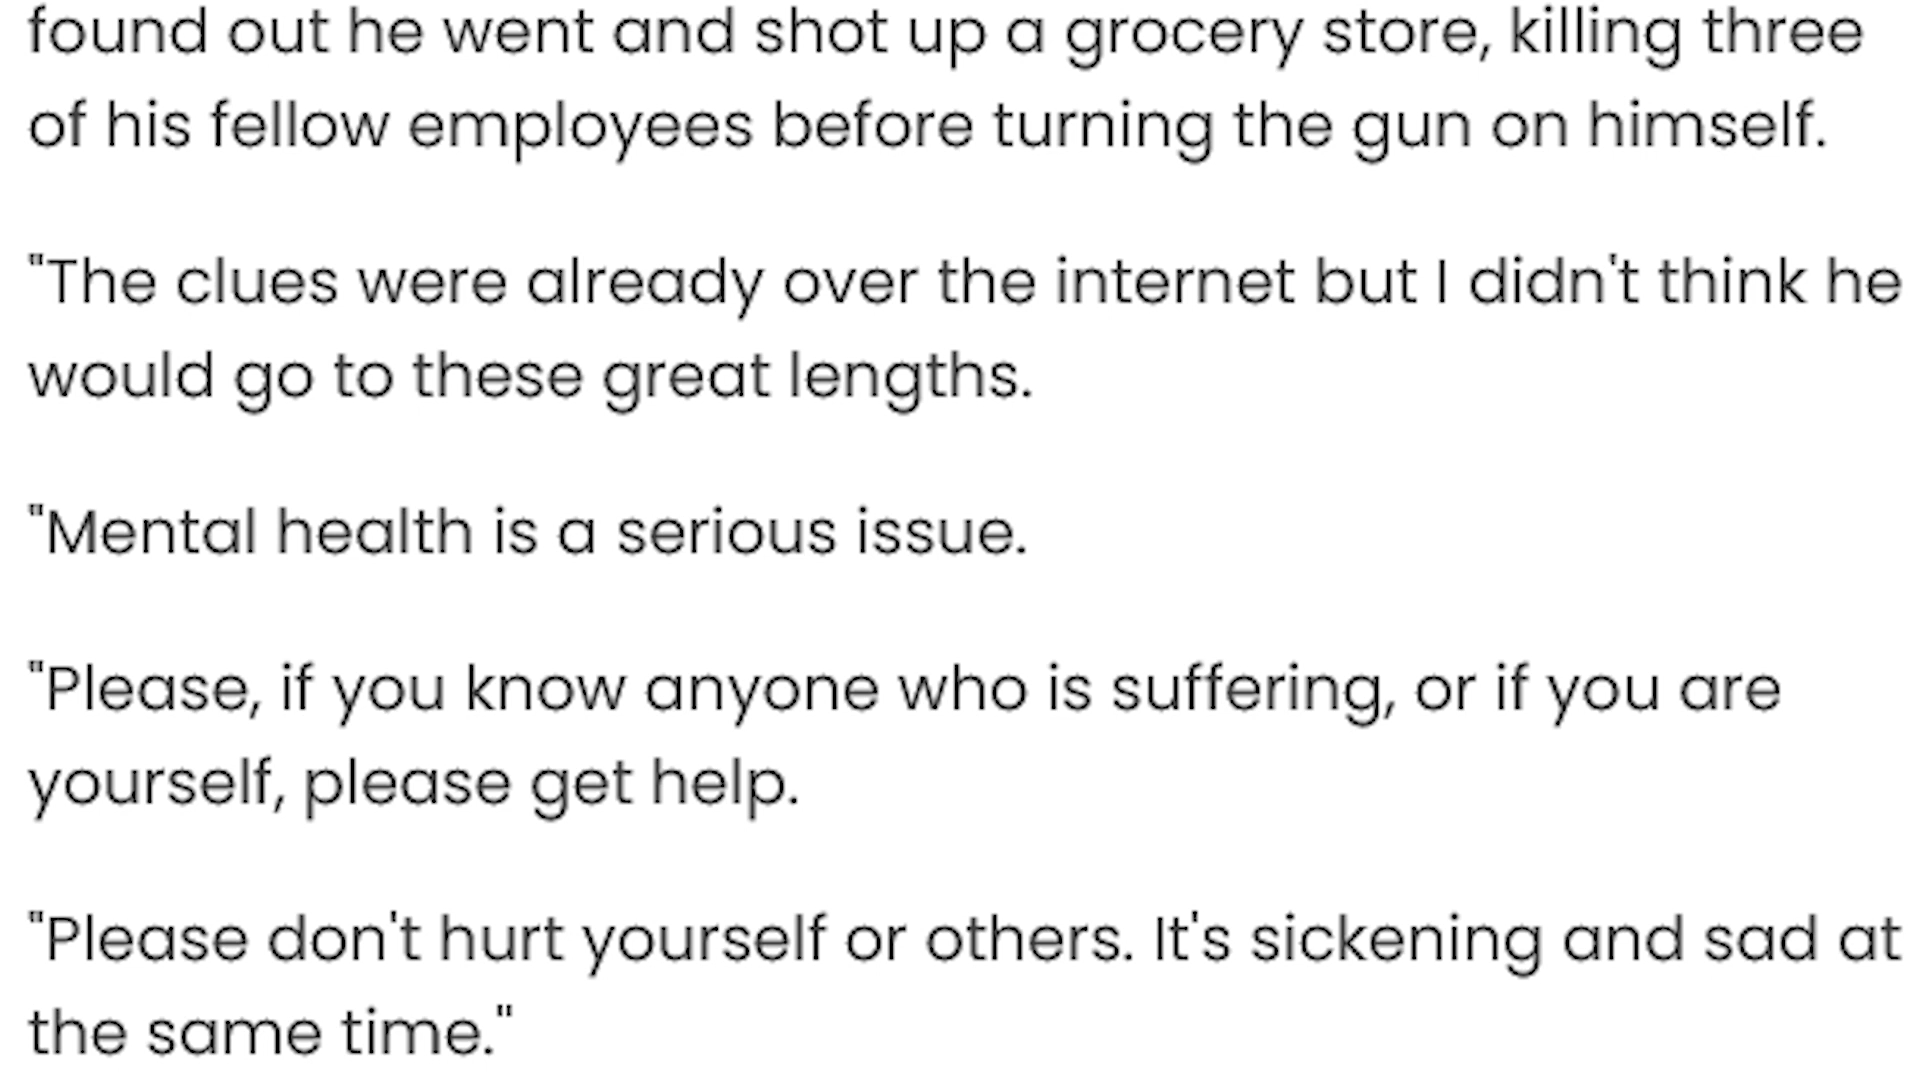 found out he went and shot up a grocery store, killing three
of his fellow employees before turning the gun on himself.
"The clues were already over the internet but I didn't think he
would go to these great lengths.
"Mental health is a serious issue.
"Please, if you know anyone who is suffering, or if you are
yourself, please get help.
"Please don't hurt yourself or others. It's sickening and sad at
the same time."